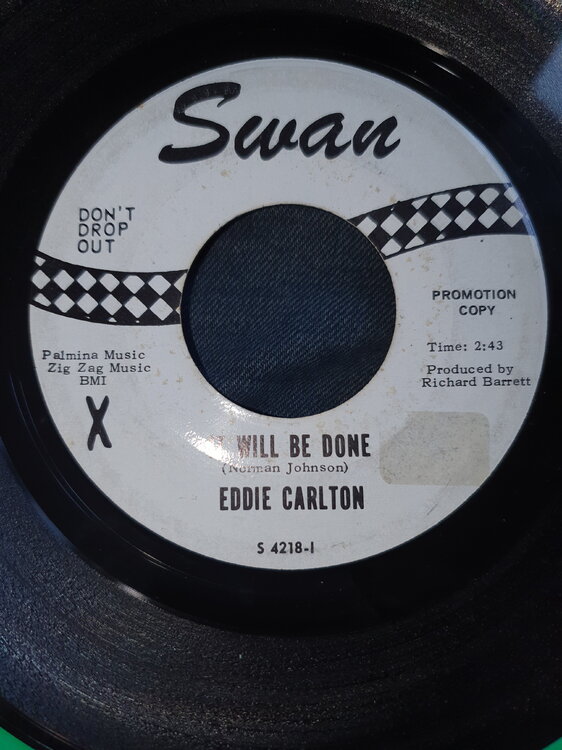 Swan
DON'T
DROP
OUT
PROMOTION
COPY
Time: 2:43
Produced by
Richard Barrett
Palmina Music
Zig Zag Music
BMI
X
WILL BE DONE
(Norman Johnson)
EDDIE CARLTON
S 4218-I